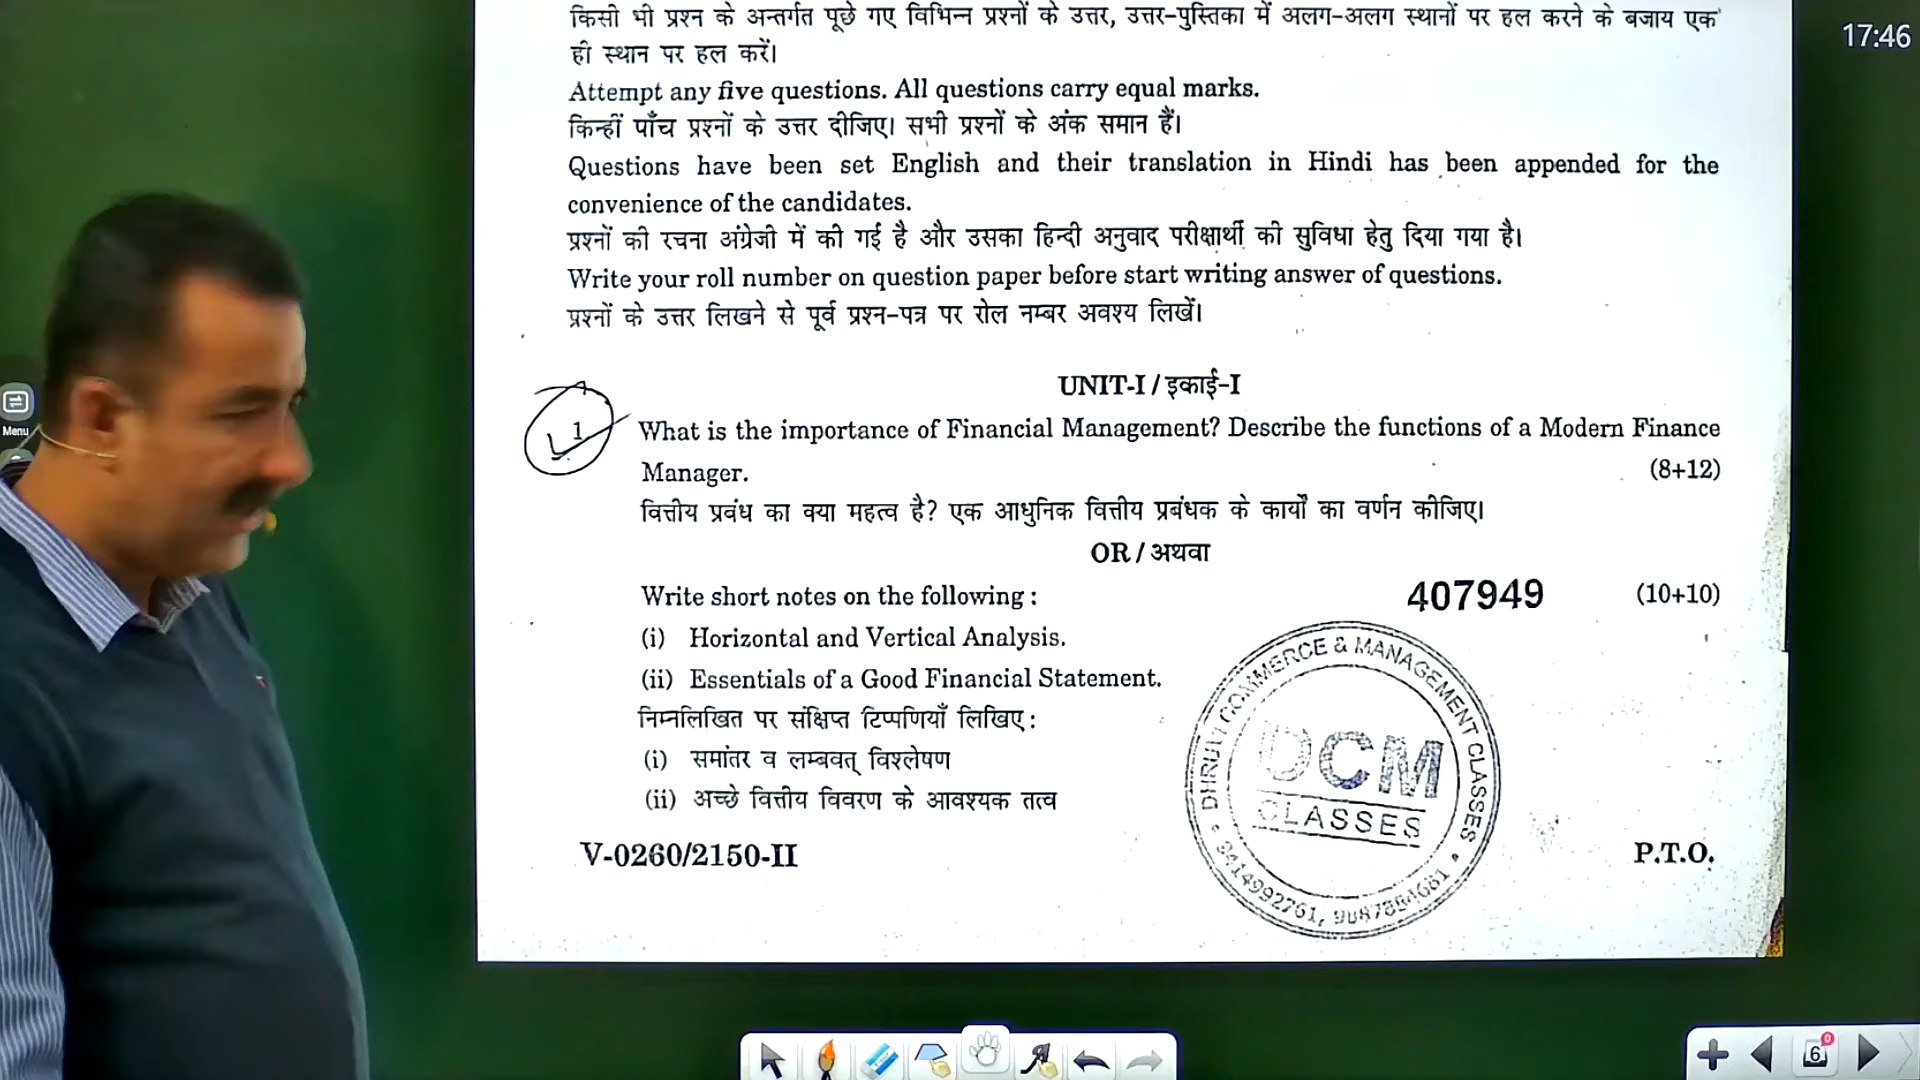 किसी भी प्रश्न के अन्तर्गत पूछे गए विभिन्न प्रश्नों के उत्तर, उत्तर-पुस्तिका में अलग-अलग स्थानों पर हल करने के बजाय एक
17:46
ही स्थान पर हल करें।
Attempt any five questions. All questions carry equal marks.
किन्हीं पाँच प्रश्नों के उत्तर दीजिए। सभी प्रश्नों के अंक समान हैं।
Questions have been set English and their translation in Hindi has been appended for the
convenience of the candidates.
प्रश्नों की रचना अंग्रेजी में की गई है और उसका हिन्दी अनुवाद परीक्षार्थी की सुविधा हेतु दिया गया है।
Write your roll number on question paper before start writing answer of questions.
प्रश्नों के उत्तर लिखने से पूर्व प्रश्न-पत्र पर रोल नम्बर अवश्य लिखें।
UNIT-I / इकाई-I
Menu
1 What is the importance of Financial Management? Describe the functions of a Modern Finance
Manager. (8+12)
वित्तीय प्रबंध का क्या महत्व है? एक आधुनिक वित्तीय प्रबंधक के कार्यों का वर्णन कीजिए।
OR / अथवा
Write short notes on the following : 407949 (10+10)
(i) Horizontal and Vertical Analysis.
(ii) Essentials of a Good Financial Statement.
निम्नलिखित पर संक्षिप्त टिप्पणियाँ लिखिए :
(i) समांतर व लम्बवत् विश्लेषण
(ii) अच्छे वित्तीय विवरण के आवश्यक तत्व
DHRUV COMMERCE & MANAGEMENT CLASSES
DCM
CLASSES
V-0260/2150-II P.T.O.
6
0